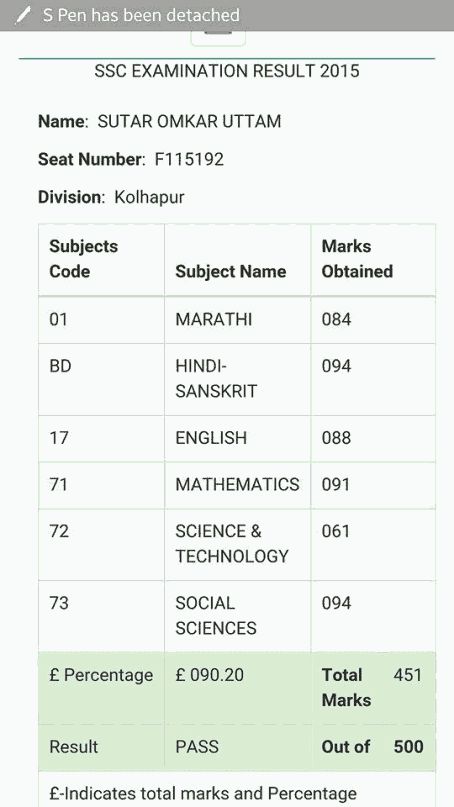 S Pen has been detached
SSC EXAMINATION RESULT 2015
Name: SUTAR OMKAR UTTAM
Seat Number: F115192
Division: Kolhapur
Subjects Code Subject Name Marks Obtained
01 MARATHI 084
BD HINDI-SANSKRIT 094
17 ENGLISH 088
71 MATHEMATICS 091
72 SCIENCE & TECHNOLOGY 061
73 SOCIAL SCIENCES 094
£ Percentage £ 090.20 Total Marks 451
Result PASS Out of 500
£-Indicates total marks and Percentage